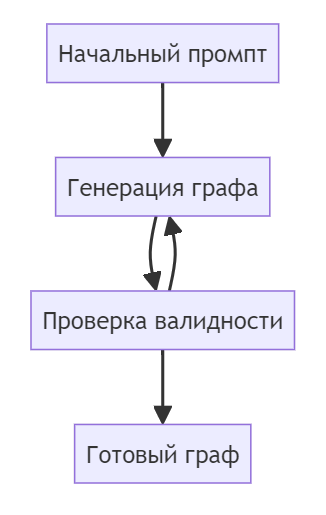 Начальный промпт
Генерация графа
Проверка валидности
Готовый граф